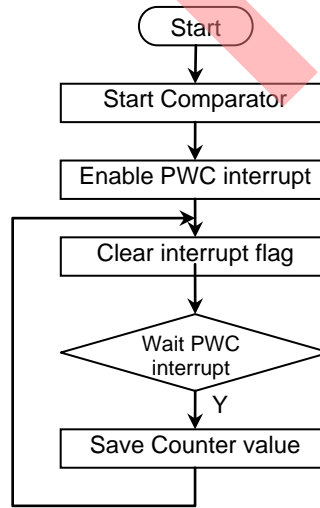 Start
Start Comparator
Enable PWC interrupt
Clear interrupt flag
Wait PWC
interrupt
Y
Save Counter value